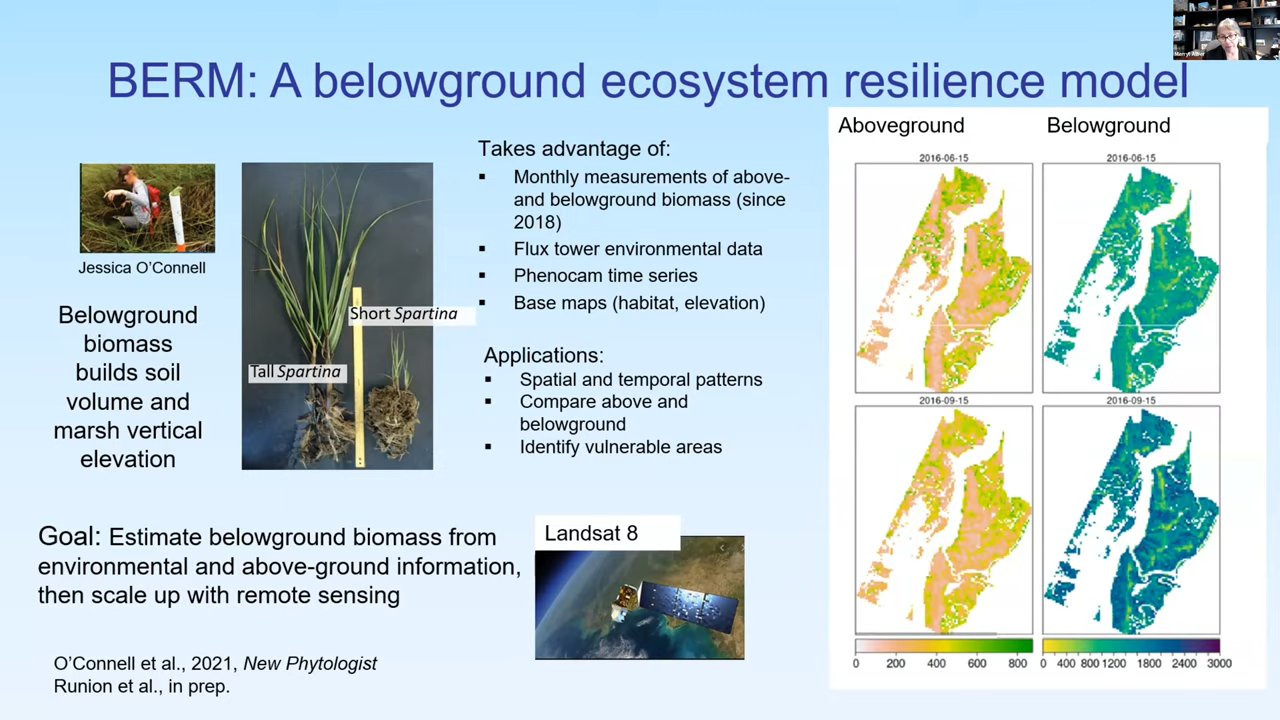 BERM: A belowground ecosystem resilience model
Jessica O'Connell
Belowground
biomass
builds soil
volume and
marsh vertical
elevation
Short Spartina
Tall Spartina
Takes advantage of:
▪ Monthly measurements of above-
and belowground biomass (since
2018)
▪ Flux tower environmental data
▪ Phenocam time series
▪ Base maps (habitat, elevation)
Applications:
▪ Spatial and temporal patterns
▪ Compare above and
belowground
▪ Identify vulnerable areas
Goal: Estimate belowground biomass from
environmental and above-ground information,
then scale up with remote sensing
Landsat 8
O'Connell et al., 2021, New Phytologist
Runion et al., in prep.
Aboveground
Belowground
2016-06-15
2016-06-15
2016-09-15
2016-09-15
0 200 400 600 800
0 400 800 1200 1800 2400 3000